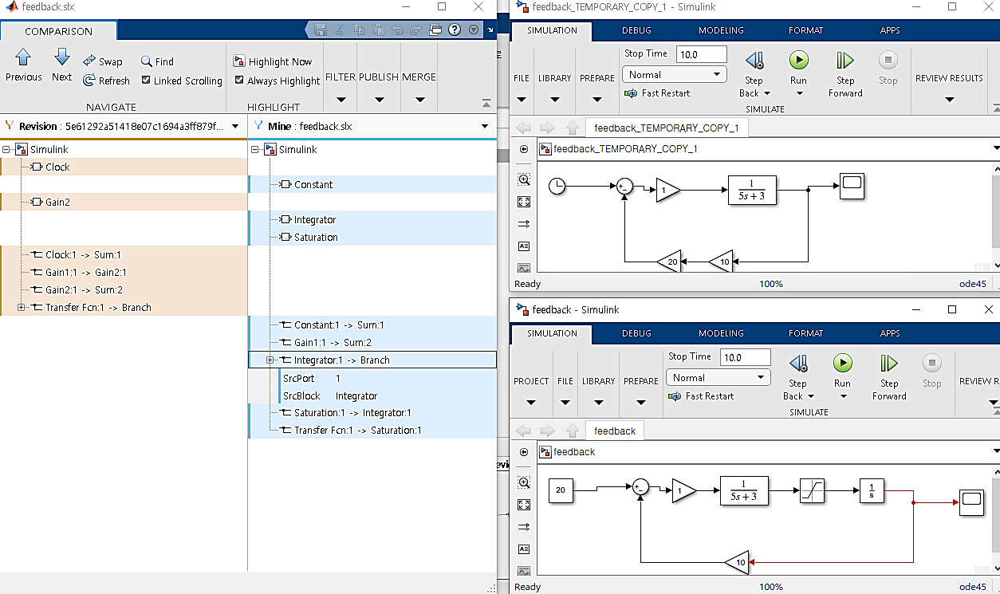 feedback.slx
COMPARISON
Previous
Next
Swap
Refresh
Find
Linked Scrolling
NAVIGATE
Highlight Now
Always Highlight
HIGHLIGHT
FILTER
PUBLISH
MERGE
Revision : 5e61292a51418e07c1694a3ff879f...
Mine : feedback.slx
Simulink
Clock
Gain2
Clock:1 -> Sum:1
Gain1:1 -> Gain2:1
Gain2:1 -> Sum:2
Transfer Fcn:1 -> Branch
Simulink
Constant
Integrator
Saturation
Constant:1 -> Sum:1
Gain1:1 -> Sum:2
Integrator:1 -> Branch
SrcPort 1
SrcBlock Integrator
Saturation:1 -> Integrator:1
Transfer Fcn:1 -> Saturation:1
feedback_TEMPORARY_COPY_1 - Simulink
SIMULATION DEBUG MODELING FORMAT APPS
FILE
LIBRARY
PREPARE
Stop Time 10.0
Normal
Fast Restart
Step Back
Run
Step Forward
Stop
SIMULATE
REVIEW RESULTS
feedback_TEMPORARY_COPY_1
feedback_TEMPORARY_COPY_1
+-
1
1
5s + 3
20
10
Ready 100% ode45
feedback - Simulink
SIMULATION DEBUG MODELING FORMAT APPS
PROJECT
FILE
LIBRARY
PREPARE
Stop Time 10.0
Normal
Fast Restart
Step Back
Run
Step Forward
Stop
SIMULATE
REVIEW R
feedback
feedback
20
+-
1
1
5s + 3
1
s
10
Ready 100% ode45